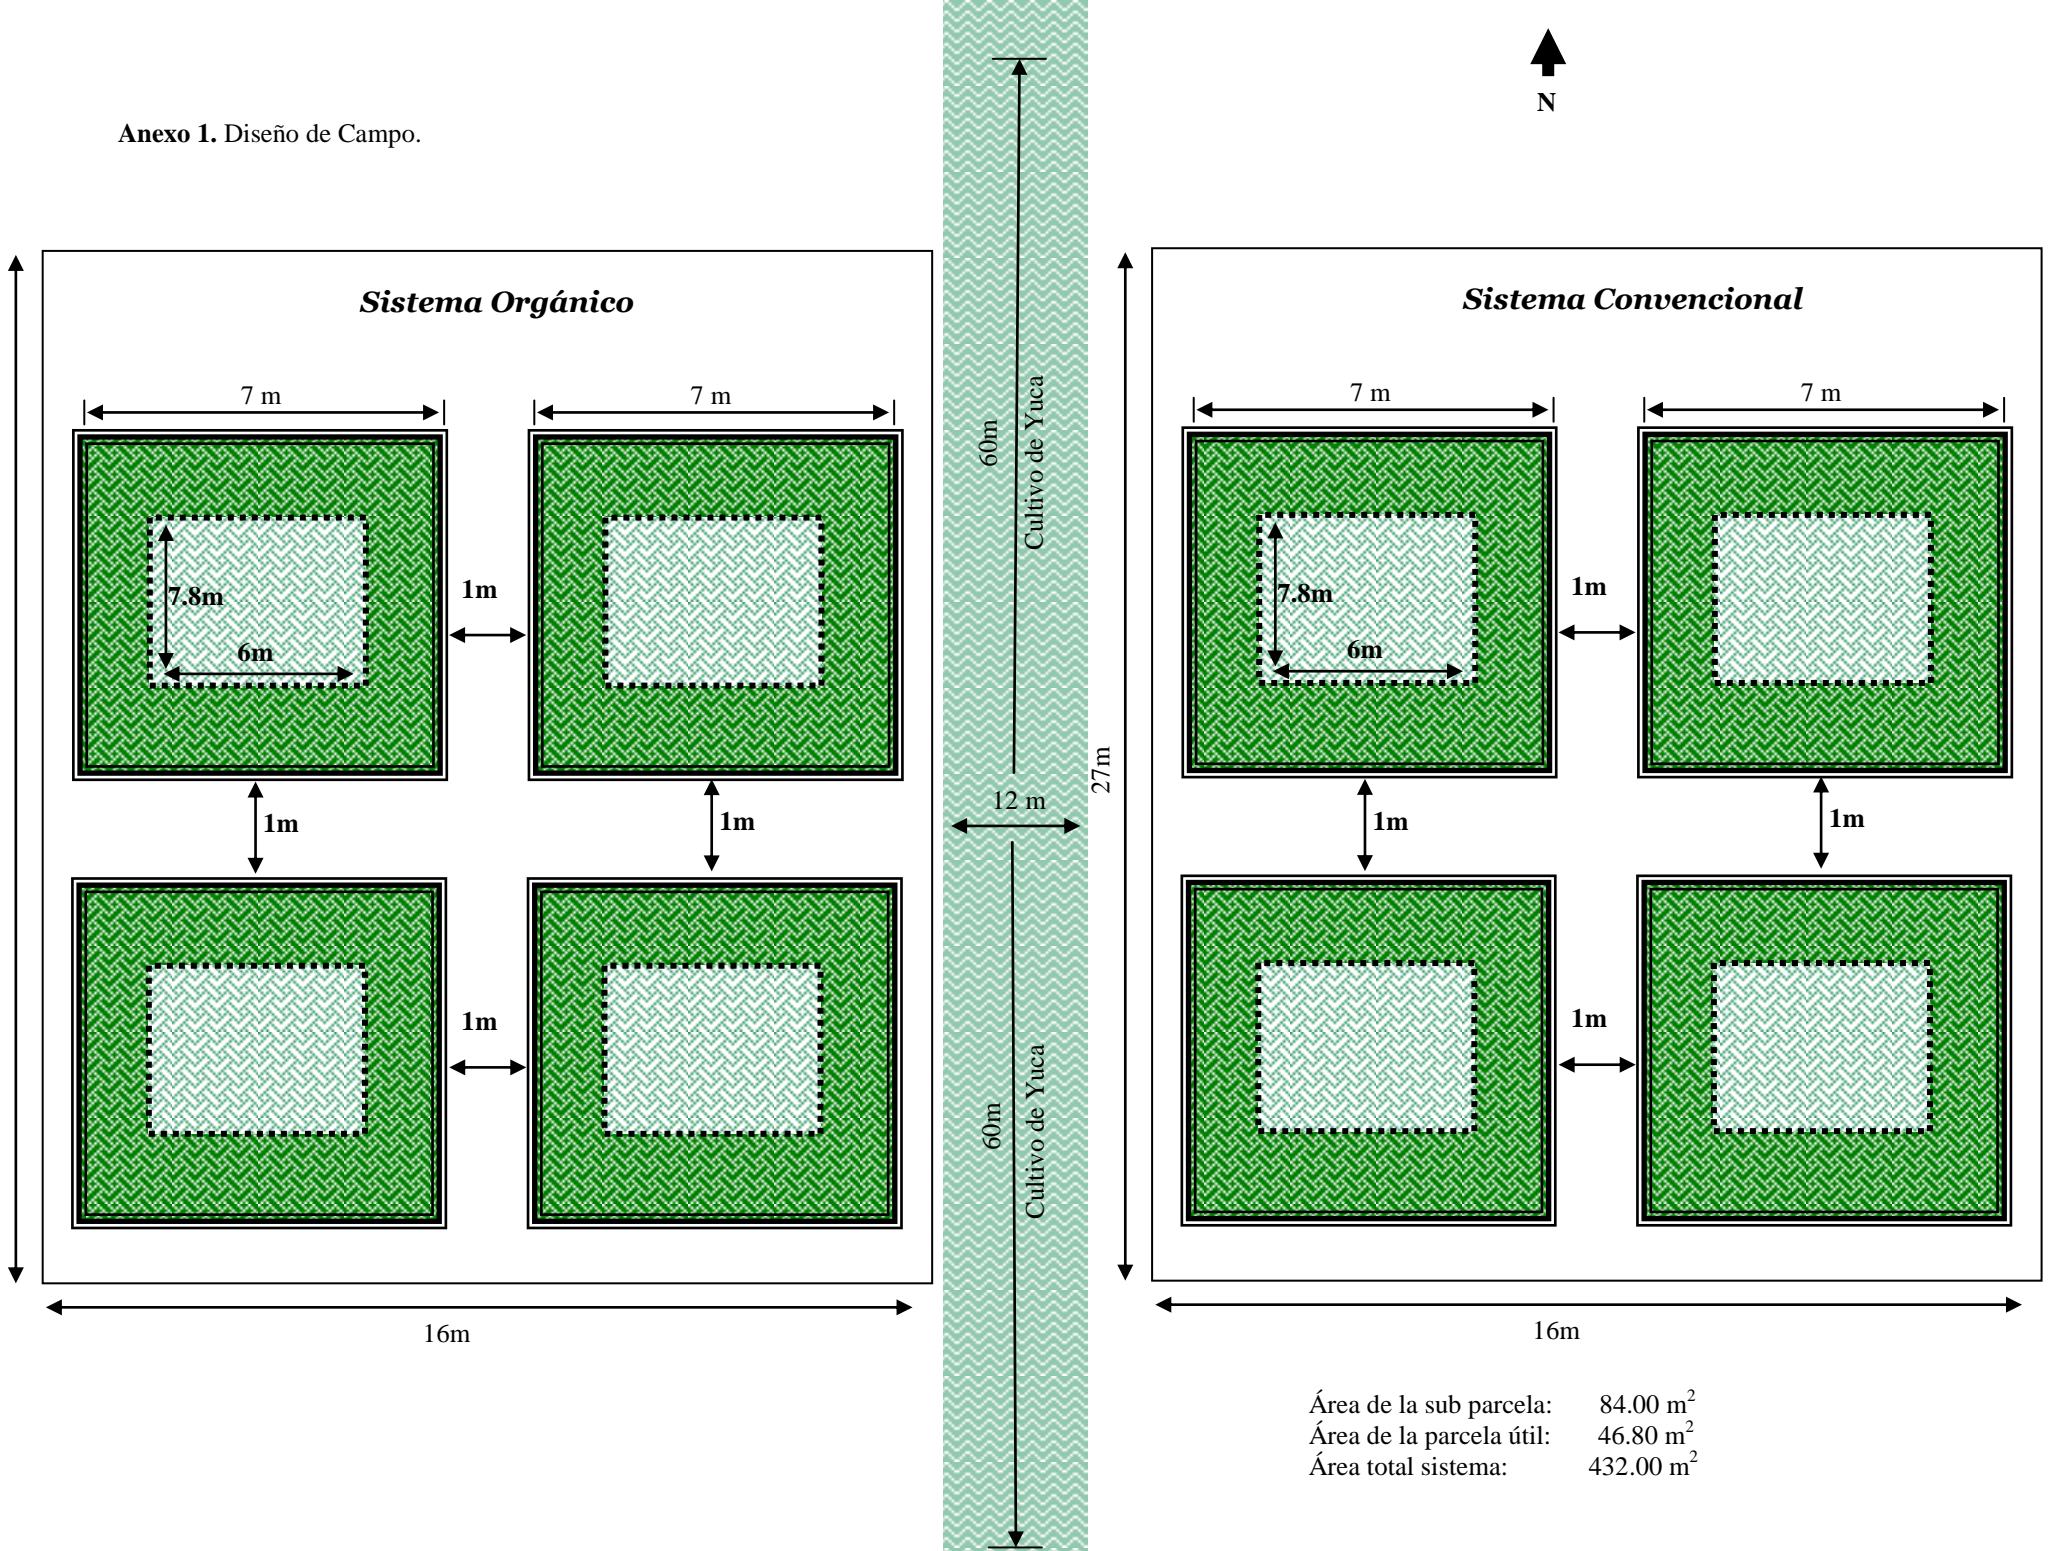 N
Anexo 1. Diseño de Campo.
Sistema Orgánico
7 m
7 m
7.8m
6m
1m
1m
1m
1m
16m
60m
Cultivo de Yuca
12 m
60m
Cultivo de Yuca
27m
Sistema Convencional
7 m
7 m
7.8m
6m
1m
1m
1m
1m
16m
Área de la sub parcela: 84.00 m²
Área de la parcela útil: 46.80 m²
Área total sistema: 432.00 m²